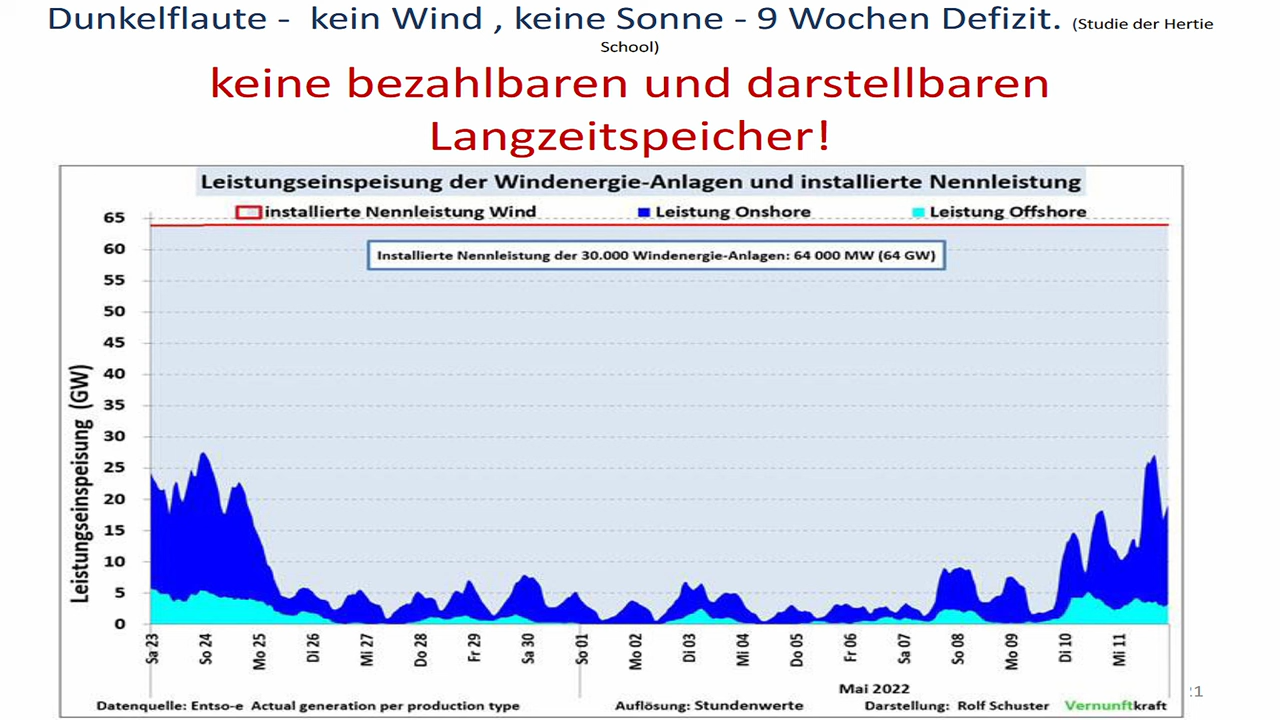 Dunkelflaute - kein Wind , keine Sonne - 9 Wochen Defizit. (Studie der Hertie
School)
keine bezahlbaren und darstellbaren
Langzeitspeicher!
Leistungseinspeisung der Windenergie-Anlagen und installierte Nennleistung
installierte Nennleistung Wind Leistung Onshore Leistung Offshore
Installierte Nennleistung der 30.000 Windenergie-Anlagen: 64 000 MW (64 GW)
Leistungseinspeisung (GW)
65
60
55
50
45
40
35
30
25
20
15
10
5
0
Sa 23 So 24 Mo 25 Di 26 Mi 27 Do 28 Fr 29 Sa 30 So 01 Mo 02 Di 03 Mi 04 Do 05 Fr 06 Sa 07 So 08 Mo 09 Di 10 Mi 11
Mai 2022
21
Datenquelle: Entso-e Actual generation per production type Auflösung: Stundenwerte Darstellung: Rolf Schuster Vernunftkraft